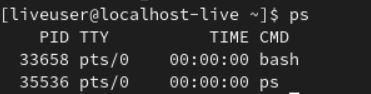 [liveuser@localhost-live ~]$ ps
    PID TTY          TIME CMD
  33658 pts/0    00:00:00 bash
  35536 pts/0    00:00:00 ps